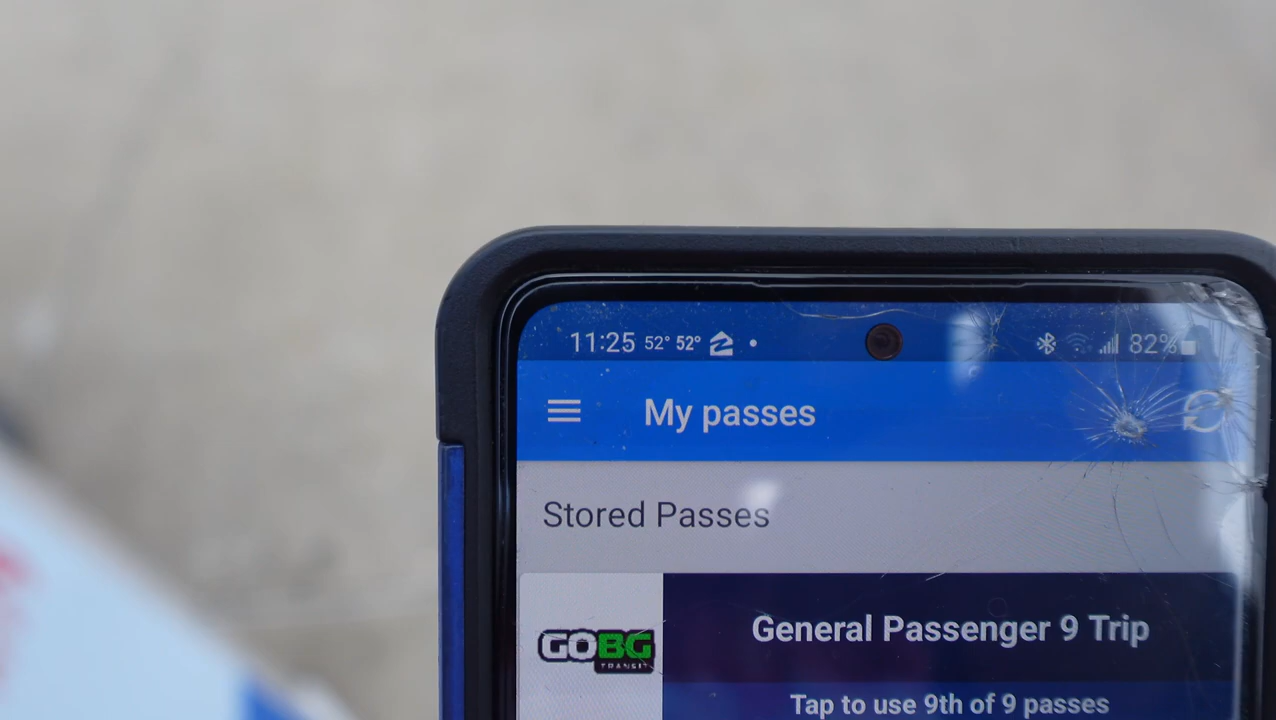 11:25 52° 52° 82%
My passes
Stored Passes
GOBG
TRANSIT
General Passenger 9 Trip
Tap to use 9th of 9 passes